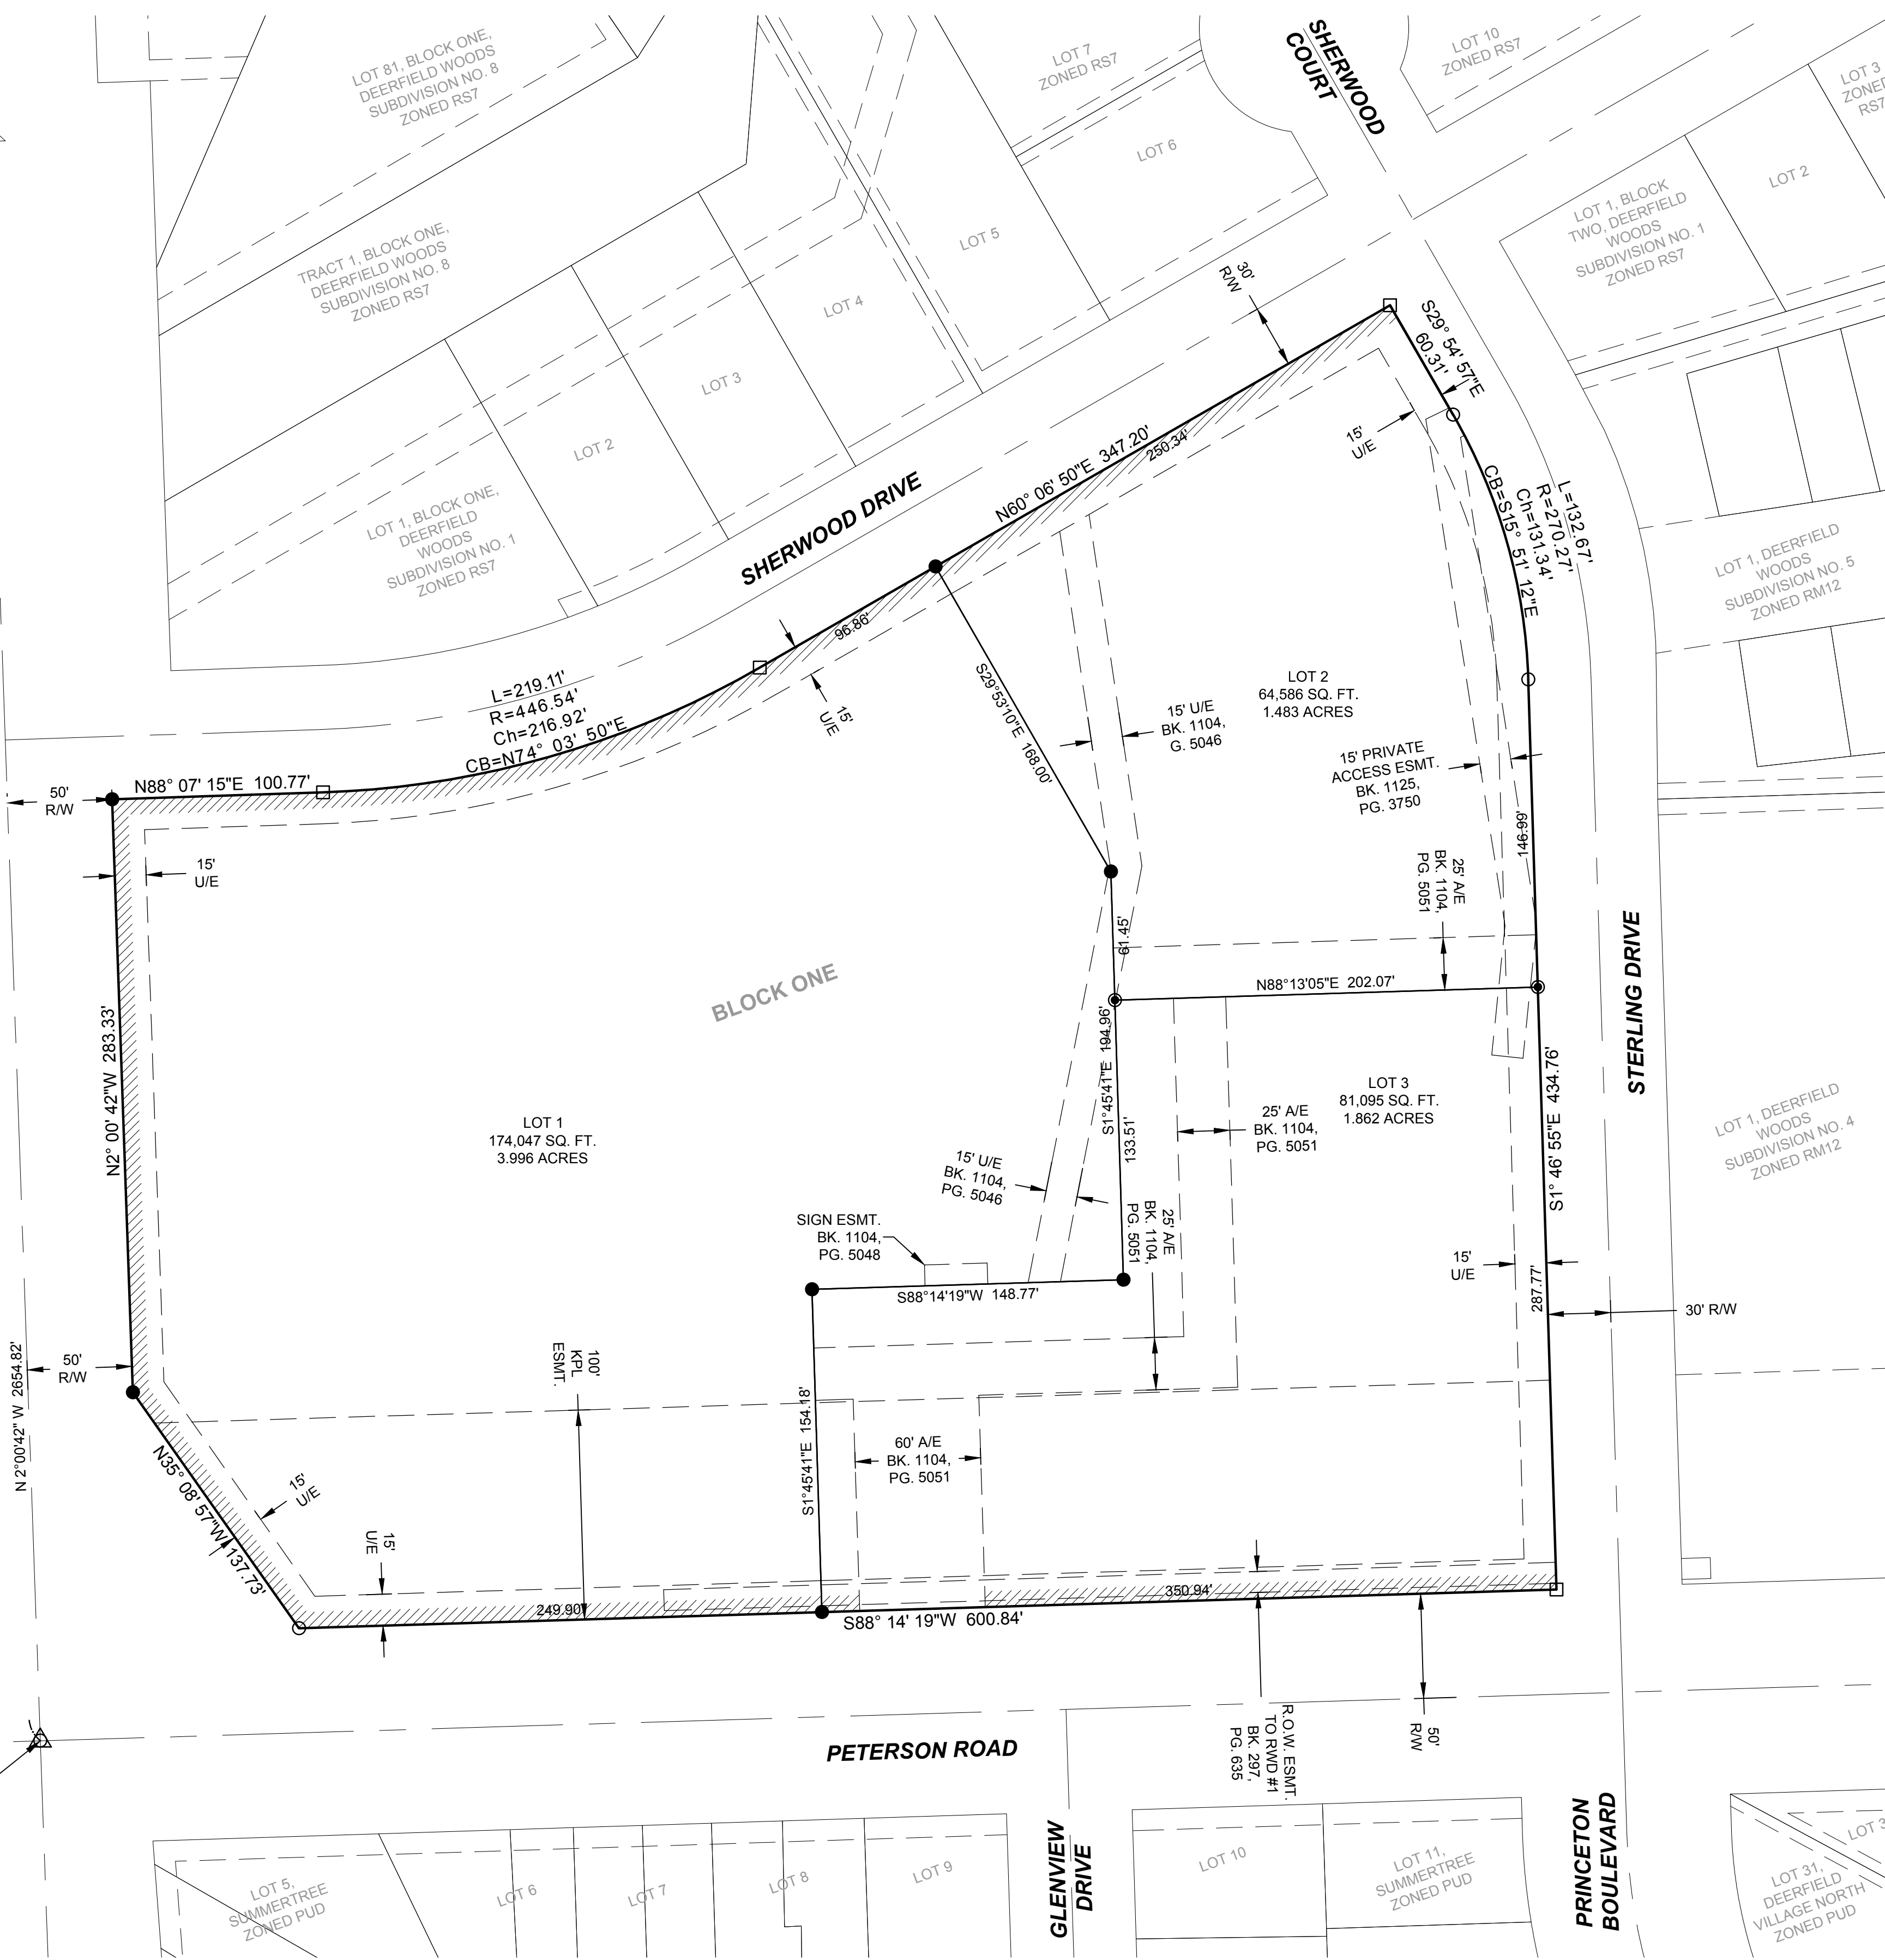 LOT 81, BLOCK ONE,
DEERFIELD WOODS
SUBDIVISION NO. 8
ZONED RS7
LOT 7
ZONED RS7
SHERWOOD
COURT
LOT 10
ZONED RS7
LOT 3
ZONED
RS7
LOT 6
LOT 2
LOT 1, BLOCK
TWO, DEERFIELD
WOODS
SUBDIVISION NO. 1
ZONED RS7
TRACT 1, BLOCK ONE,
DEERFIELD WOODS
SUBDIVISION NO. 8
ZONED RS7
LOT 5
LOT 4
LOT 3
LOT 2
LOT 1, BLOCK ONE,
DEERFIELD
WOODS
SUBDIVISION NO. 1
ZONED RS7
30'
R/W
S29° 54' 57"E
60.31'
15'
U/E
N60° 06' 50"E 347.20'
250.34'
SHERWOOD DRIVE
96.86'
15'
U/E
L=132.67'
R=270.27'
Ch=131.34'
CB=S15° 51' 12"E
LOT 1, DEERFIELD
WOODS
SUBDIVISION NO. 5
ZONED RM12
L=219.11'
R=446.54'
Ch=216.92'
CB=N74° 03' 50"E
N88° 07' 15"E 100.77'
50'
R/W
15'
U/E
S29°53'10"E 168.00'
LOT 2
64,586 SQ. FT.
1.483 ACRES
15' U/E
BK. 1104,
G. 5046
15' PRIVATE
ACCESS ESMT.
BK. 1125,
PG. 3750
146.99'
25' A/E
BK. 1104,
PG. 5051
61.45'
N88°13'05"E 202.07'
STERLING DRIVE
BLOCK ONE
N2° 00' 42"W 283.33'
S1°45'41"E 194.96'
133.51'
LOT 1
174,047 SQ. FT.
3.996 ACRES
LOT 3
81,095 SQ. FT.
1.862 ACRES
25' A/E
BK. 1104,
PG. 5051
S1° 46' 55"E 434.76'
LOT 1, DEERFIELD
WOODS
SUBDIVISION NO. 4
ZONED RM12
15' U/E
BK. 1104,
PG. 5046
SIGN ESMT.
BK. 1104,
PG. 5048
25' A/E
BK. 1104,
PG. 5051
15'
U/E
287.77'
S88°14'19"W 148.77'
30' R/W
50'
R/W
N 2°00'42" W 2654.82'
100'
KPL
ESMT.
S1°45'41"E 154.18'
60' A/E
BK. 1104,
PG. 5051
N35° 08' 57"W 137.73'
15'
U/E
15'
U/E
249.90'
350.94'
S88° 14' 19"W 600.84'
R.O.W. ESMT.
TO RWD #1
BK. 297,
PG. 635
50'
R/W
PETERSON ROAD
GLENVIEW
DRIVE
PRINCETON
BOULEVARD
LOT 5,
SUMMERTREE
ZONED PUD
LOT 6
LOT 7
LOT 8
LOT 9
LOT 10
LOT 11,
SUMMERTREE
ZONED PUD
LOT 31,
DEERFIELD
VILLAGE NORTH
ZONED PUD
LOT 3